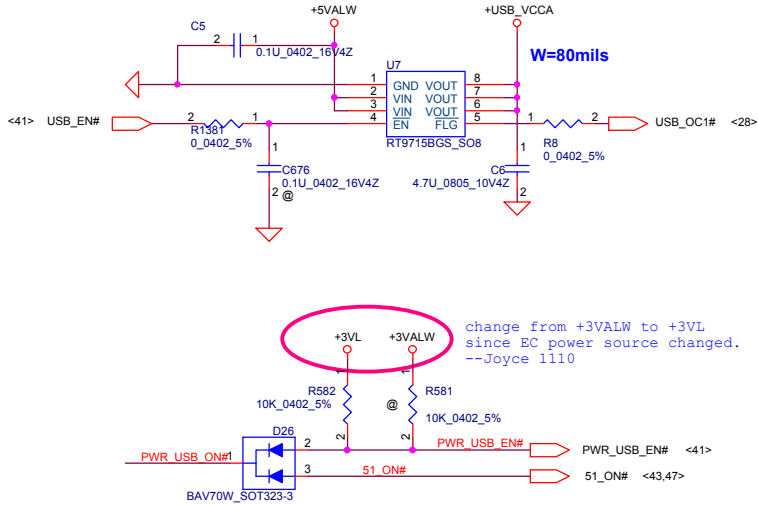 +5VALW
+USB_VCCA
C5
2 1
0.1U_0402_16V4Z
W=80mils
U7
1 GND VOUT 8
2 VIN VOUT 7
3 VIN VOUT 6
4 EN FLG 5
RT9715BGS_SO8
<41> USB_EN#
2 1
R1381
0_0402_5%
1 2
R8
0_0402_5%
USB_OC1# <28>
1
C676
0.1U_0402_16V4Z
2
@
1
C6
4.7U_0805_10V4Z
2
+3VL
+3VALW
change from +3VALW to +3VL
since EC power source changed.
--Joyce 1110
1
R582
10K_0402_5%
2
1
R581
@
10K_0402_5%
2
D26
PWR_USB_ON#
1
2
PWR_USB_EN#
PWR_USB_EN# <41>
3
51_ON#
51_ON# <43,47>
BAV70W_SOT323-3